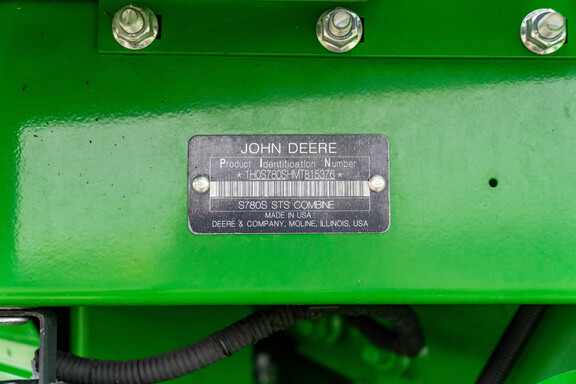 JOHN DEERE
Product Identification Number
*1H0S780SHMT815376*
S780S STS COMBINE
MADE IN USA
DEERE & COMPANY, MOLINE, ILLINOIS, USA